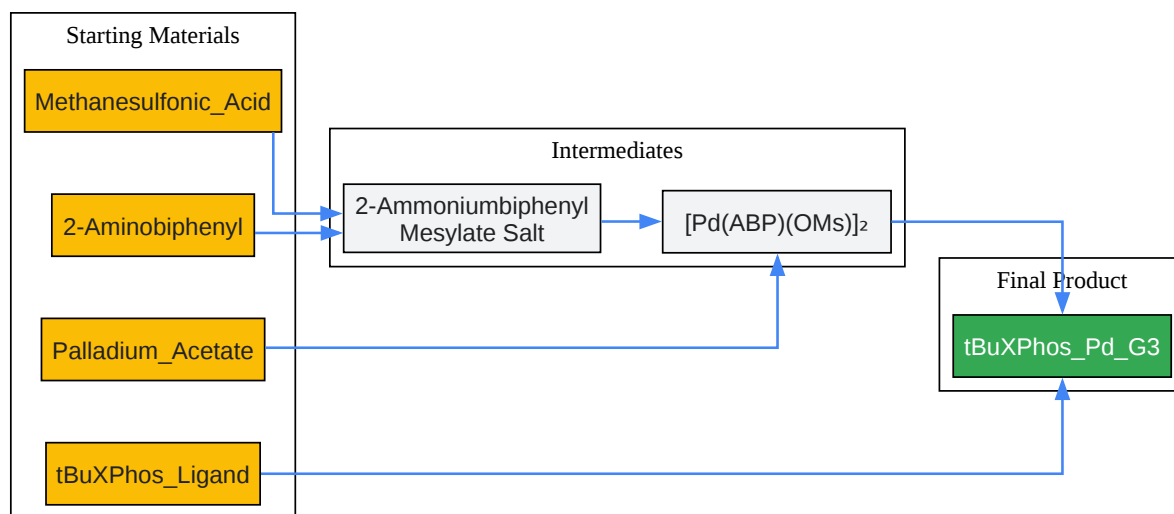 Starting Materials
Methanesulfonic_Acid
2-Aminobiphenyl
Palladium_Acetate
tBuXPhos_Ligand
Intermediates
2-Ammoniumbiphenyl
Mesylate Salt
[Pd(ABP)(OMs)]₂
Final Product
tBuXPhos_Pd_G3